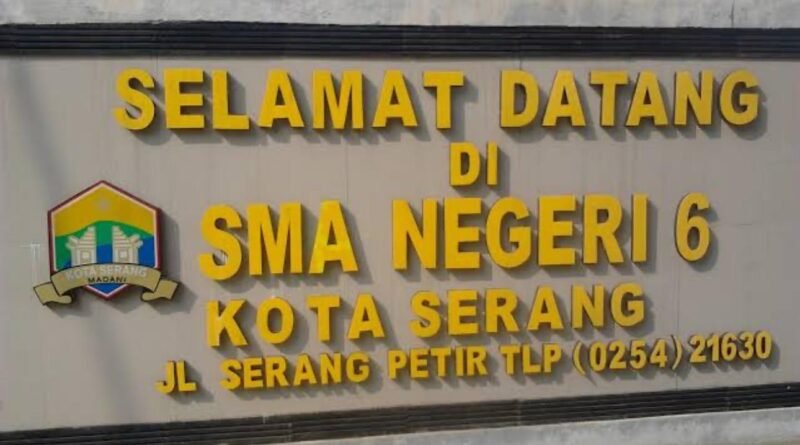 SELAMAT DATANG
DI
SMA NEGERI 6
KOTA SERANG
JL SERANG PETIR TLP (0254) 21630
KOTA SERANG
MADANI